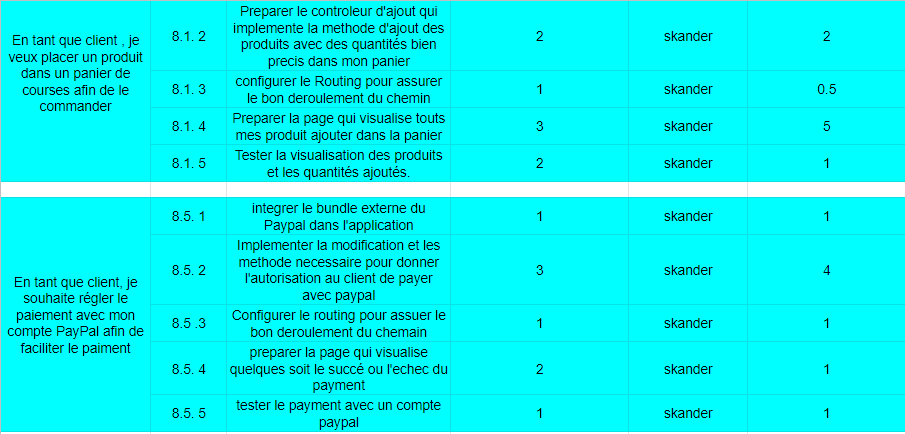 En tant que client , je
veux placer un produit
dans un panier de
courses afin de le
commander
8.1. 2
Preparer le controleur d'ajout qui
implemente la methode d'ajout des
produits avec des quantités bien
precis dans mon panier
2
skander
2
8.1. 3
configurer le Routing pour assurer
le bon deroulement du chemin
1
skander
0.5
8.1. 4
Preparer la page qui visualise touts
mes produit ajouter dans la panier
3
skander
5
8.1. 5
Tester la visualisation des produits
et les quantités ajoutés.
2
skander
1
En tant que client, je
souhaite régler le
paiement avec mon
compte PayPal afin de
faciliter le paiment
8.5. 1
integrer le bundle externe du
Paypal dans l'application
1
skander
1
8.5. 2
Implementer la modification et les
methode necessaire pour donner
l'autorisation au client de payer
avec paypal
3
skander
4
8.5 .3
Configurer le routing pour assuer le
bon deroulement du chemain
1
skander
1
8.5. 4
preparer la page qui visualise
quelques soit le succé ou l'echec du
payment
2
skander
1
8.5. 5
tester le payment avec un compte
paypal
1
skander
1